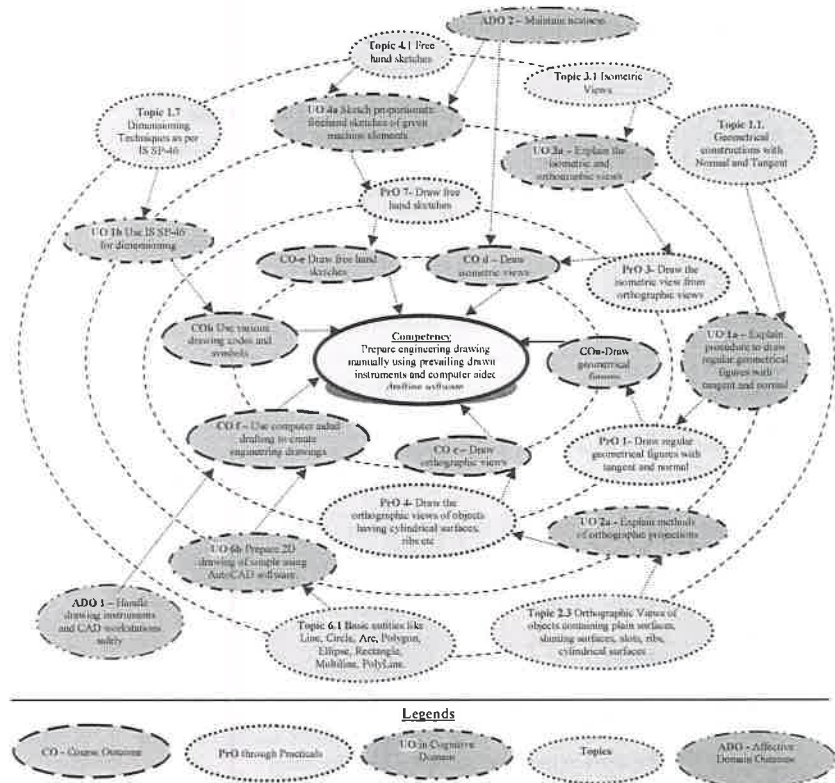 ADO 2 – Maintain neatness
Topic 4.1 Free
hand sketches
Topic 3.1 Isometric
Views
Topic 1.7
Dimensioning
Techniques as per
IS SP-46
UO 4a Sketch proportionate
freehand sketches of given
machine elements
Topic 1.1.
Geometrical
constructions with
Normal and Tangent
UO 3a – Explain the
isometric and
orthographic views
PrO 7- Draw free
hand sketches
UO 1b Use IS SP-46
for dimensioning
CO-e Draw free hand
sketches
CO d – Draw
isometric views
PrO 3- Draw the
isometric view from
orthographic views
COb Use various
drawing codes and
symbols
Competency
Prepare engineering drawing
manually using prevailing drawn
instruments and computer aided
drafting software
COa-Draw
geometrical
figures
UO 1a – Explain
procedure to draw
regular geometrical
figures with
tangent and normal
CO f – Use computer aided
drafting to create
engineering drawings
CO c – Draw
orthographic views
PrO 1- Draw regular
geometrical figures with
tangent and normal
PrO 4- Draw the
orthographic views of objects
having cylindrical surfaces,
ribs etc
UO 2a – Explain methods
of orthographic projections
UO 6b Prepare 2D
drawing of simple using
AutoCAD software.
ADO 1 – Handle
drawing instruments
and CAD workstations
safely
Topic 6.1 Basic entities like
Line, Circle, Arc, Polygon,
Ellipse, Rectangle,
Multiline, PolyLine.
Topic 2.3 Orthographic Views of
objects containing plain surfaces,
slanting surfaces, slots, ribs,
cylindrical surfaces
Legends
CO - Course Outcome
PrO through Practicals
UO in Cognitive
Domain
Topics
ADO - Affective
Domain Outcome